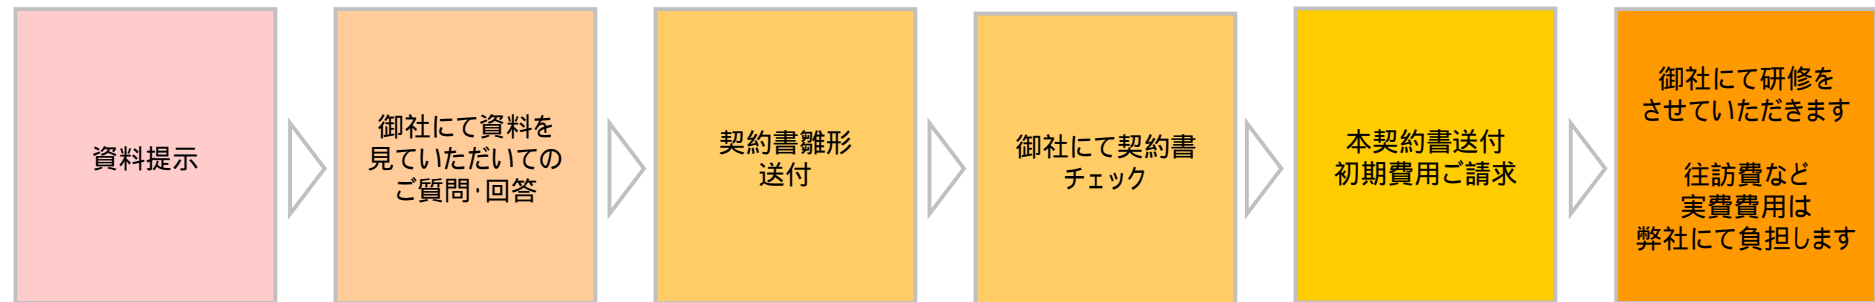 資料提示
御社にて資料を
見ていただいての
ご質問・回答
契約書雛形
送付
御社にて契約書
チェック
本契約書送付
初期費用ご請求
御社にて研修を
させていただきます
往訪費など
実費費用は
弊社にて負担します